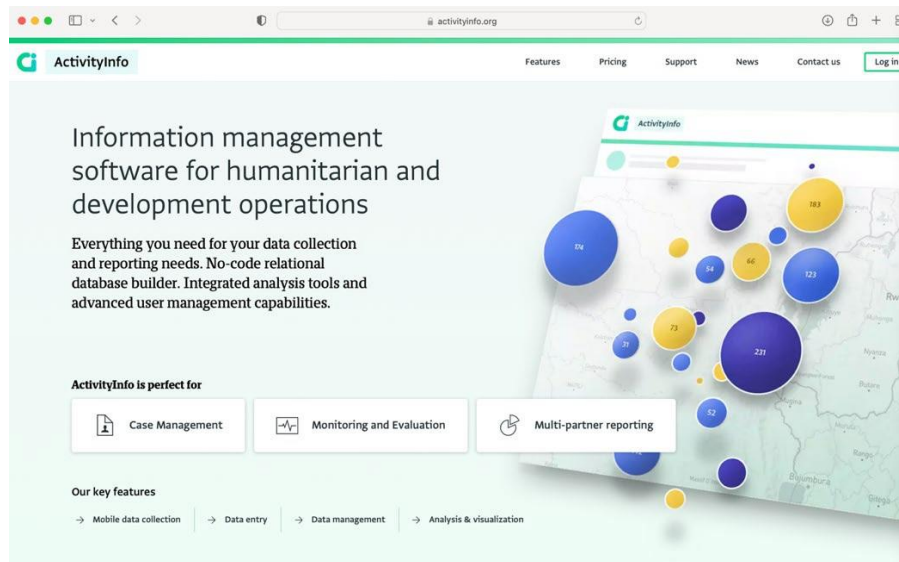 activityinfo.org
ActivityInfo
Features Pricing Support News Contact us Log in
Information management
software for humanitarian and
development operations
Everything you need for your data collection
and reporting needs. No-code relational
database builder. Integrated analysis tools and
advanced user management capabilities.
ActivityInfo is perfect for
Case Management Monitoring and Evaluation Multi-partner reporting
Our key features
→ Mobile data collection → Data entry → Data management → Analysis & visualization
ActivityInfo
183
174
66
54
123
73
31
231
Nyanza
Butare
52
Bujumbura
Gitega